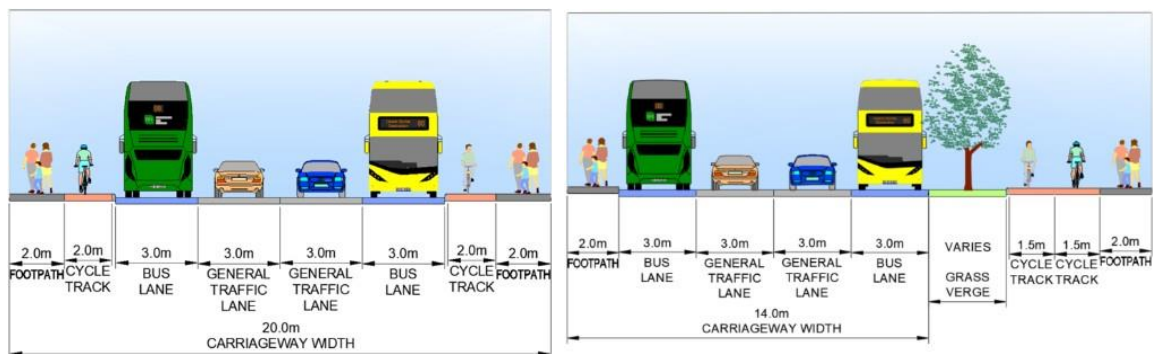 2.0m 2.0m 3.0m 3.0m 3.0m 3.0m 2.0m 2.0m
FOOTPATH CYCLE TRACK BUS LANE GENERAL TRAFFIC LANE GENERAL TRAFFIC LANE BUS LANE CYCLE TRACK FOOTPATH
20.0m
CARRIAGEWAY WIDTH
2.0m 3.0m 3.0m 3.0m 3.0m VARIES 1.5m 1.5m 2.0m
FOOTPATH BUS LANE GENERAL TRAFFIC LANE GENERAL TRAFFIC LANE BUS LANE GRASS VERGE CYCLE TRACK CYCLE TRACK FOOTPATH
14.0m
CARRIAGEWAY WIDTH